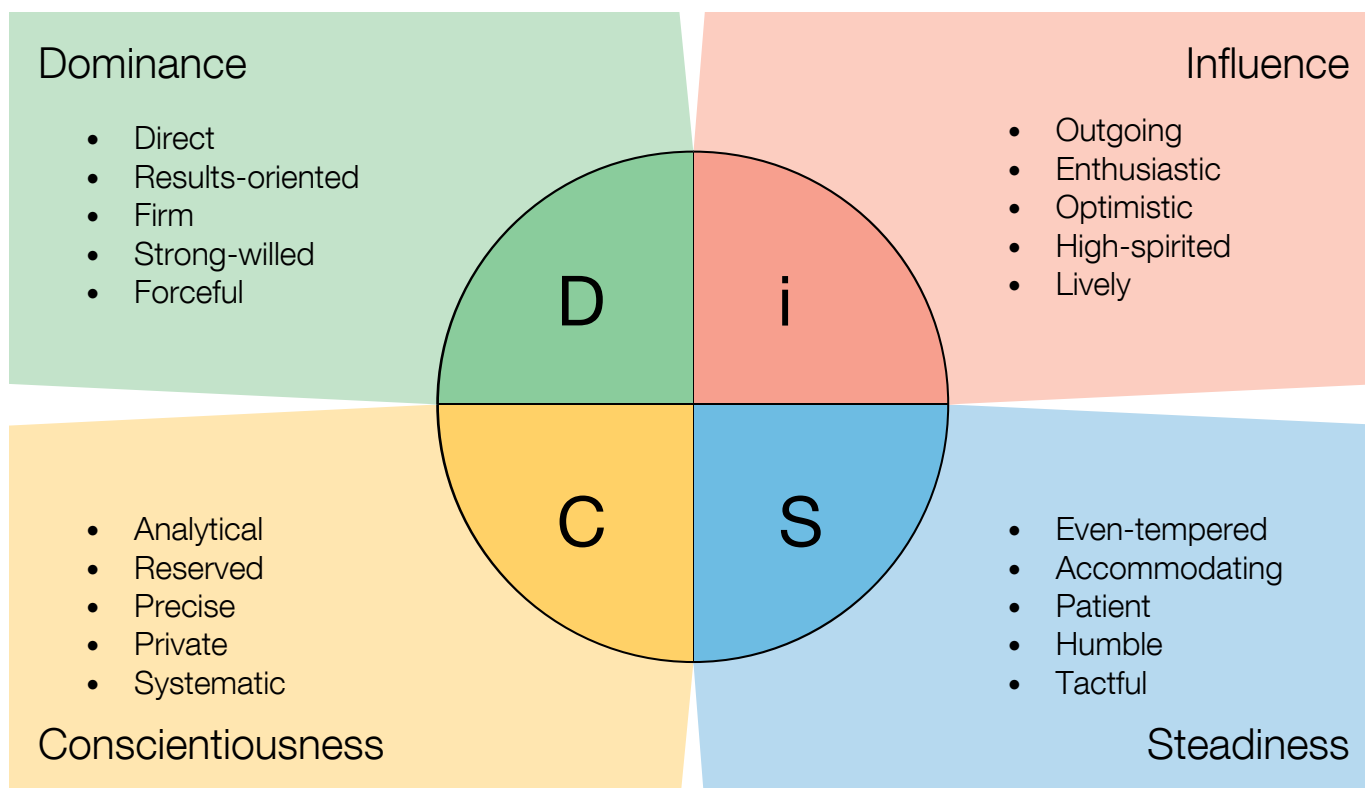 Dominance
• Direct
• Results-oriented
• Firm
• Strong-willed
• Forceful
Influence
• Outgoing
• Enthusiastic
• Optimistic
• High-spirited
• Lively
D
i
C
S
• Analytical
• Reserved
• Precise
• Private
• Systematic
Conscientiousness
• Even-tempered
• Accommodating
• Patient
• Humble
• Tactful
Steadiness